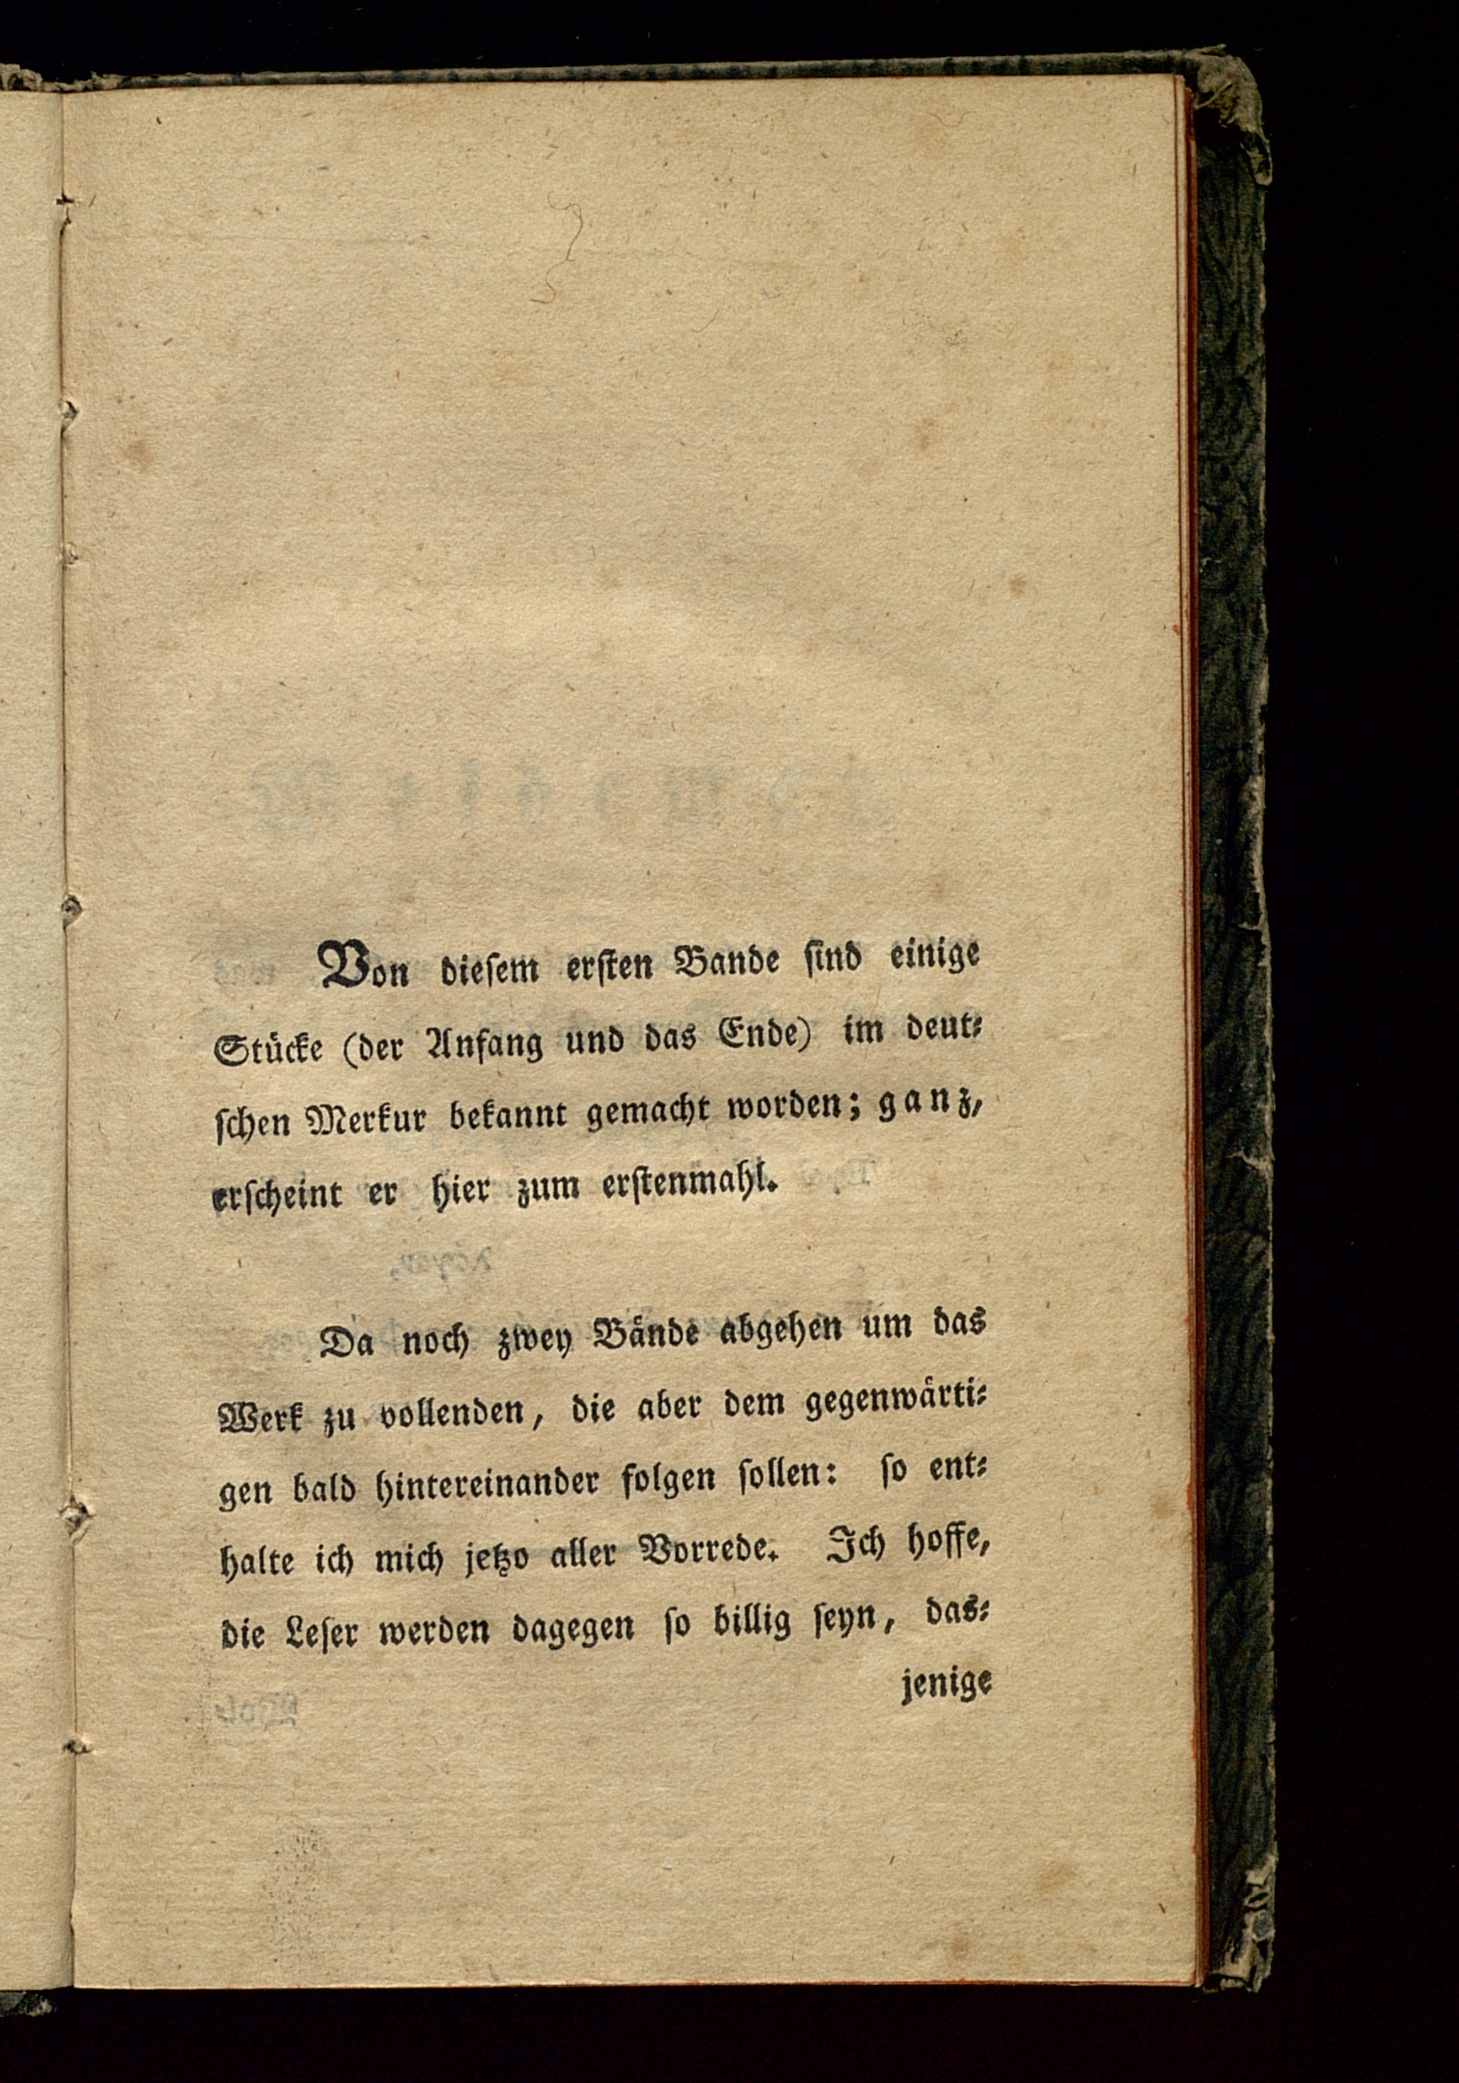 Von dieſem erſten Bande ſind einige
Stücke (der Anfang und das Ende) im deut⸗
ſchen Merkur bekannt gemacht worden; ganz,
erſcheint er hier zum erſtenmahl.
Da noch zwey Bände abgehen um das
Werk zu vollenden, die aber dem gegenwärti⸗
gen bald hintereinander folgen ſollen: ſo ent⸗
halte ich mich jetzo aller Vorrede. Ich hoffe,
die Leſer werden dagegen ſo billig ſeyn, das⸗
jenige